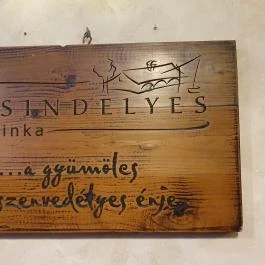 SINDELYES
inka
...a gyümölcs
szenvedélyes énje